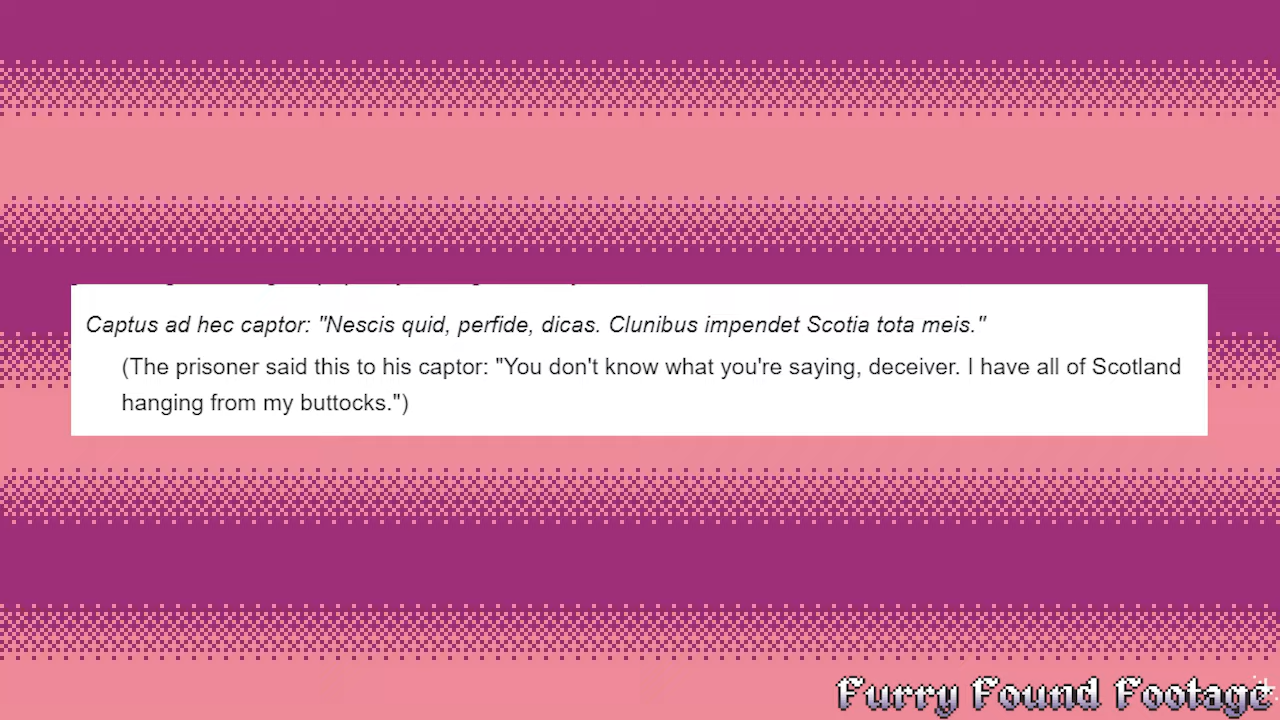 Captus ad hec captor: "Nescis quid, perfide, dicas. Clunibus impendet Scotia tota meis."
(The prisoner said this to his captor: "You don't know what you're saying, deceiver. I have all of Scotland
hanging from my buttocks.")
Furry Found Footage